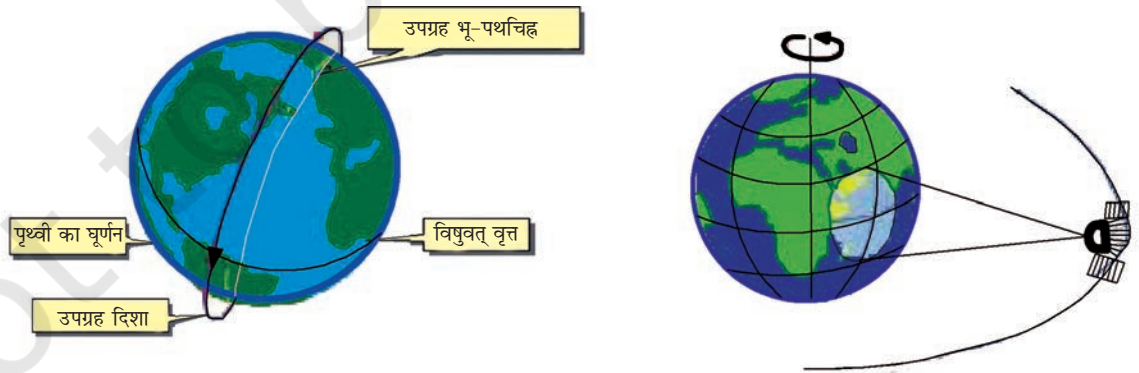 उपग्रह भू-पथचिह्न
पृथ्वी का घूर्णन
विषुवत् वृत्त
उपग्रह दिशा